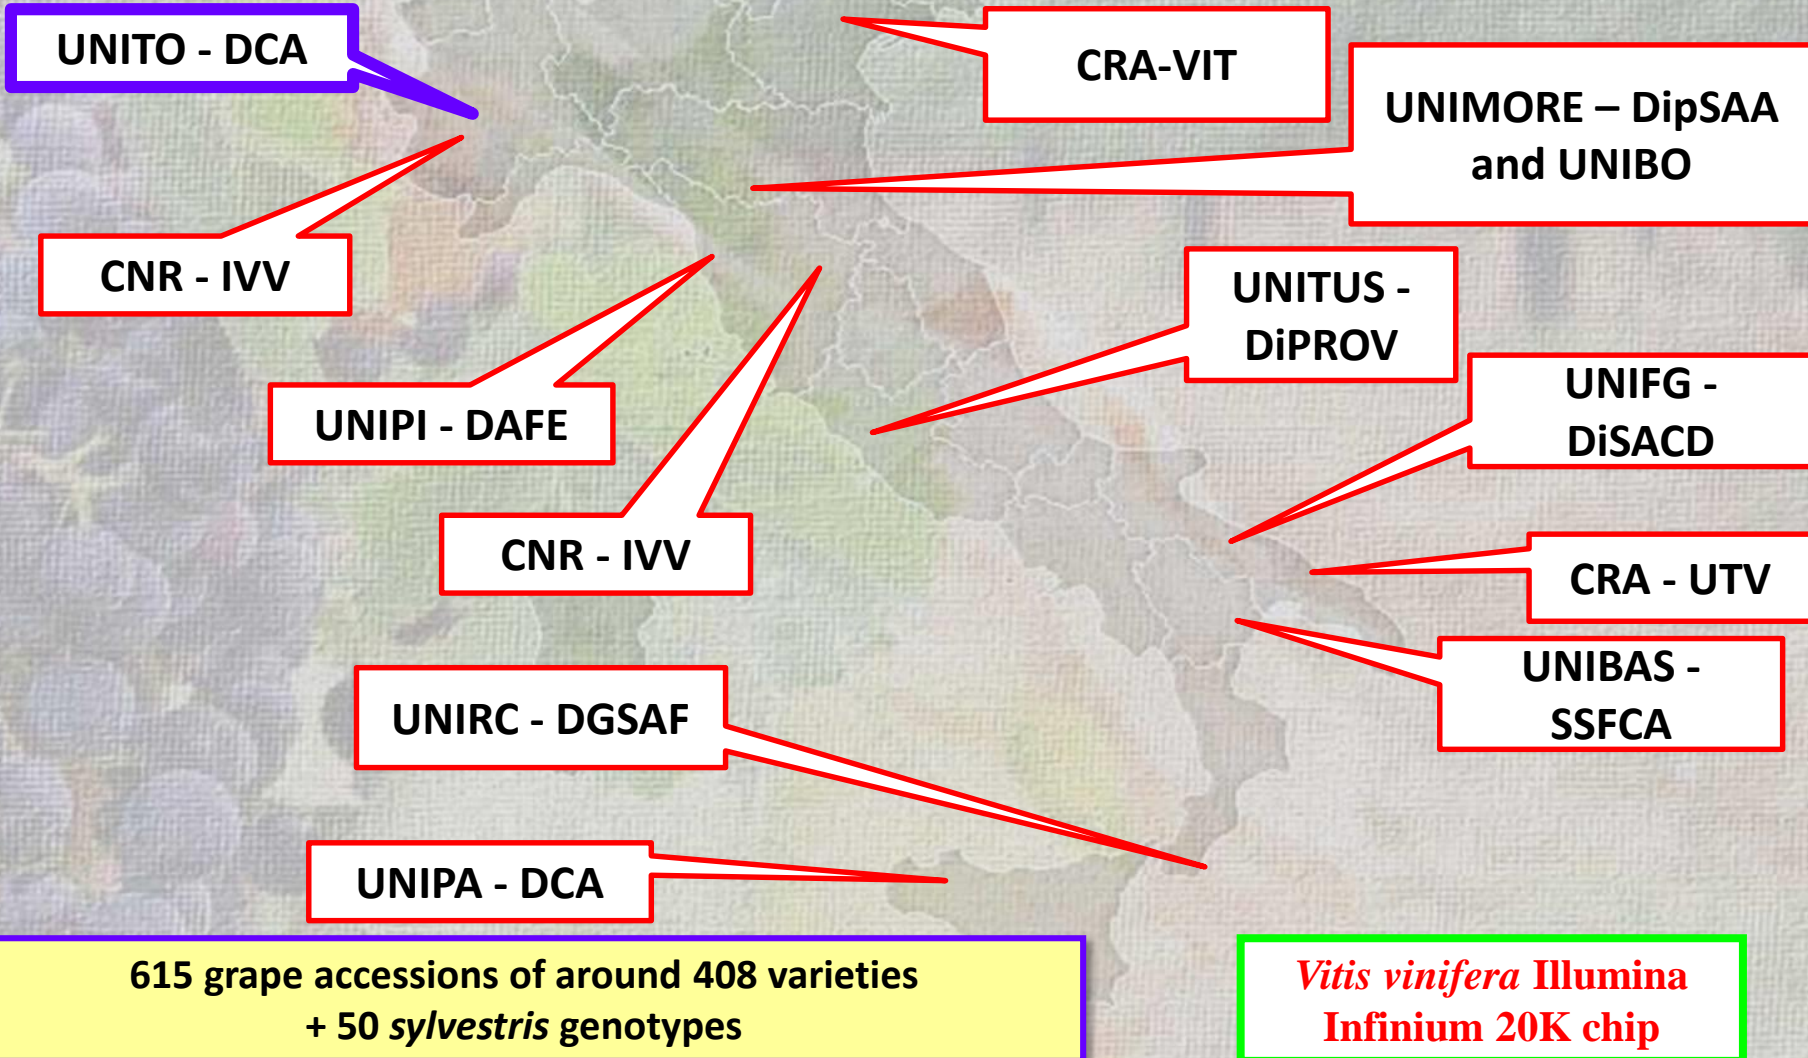 UNITO - DCA
CRA-VIT
UNIMORE – DipSAA
and UNIBO
CNR - IVV
UNITUS -
DiPROV
UNIPI - DAFE
UNIFG -
DiSACD
CNR - IVV
CRA - UTV
UNIBAS -
SSFCA
UNIRC - DGSAF
UNIPA - DCA
615 grape accessions of around 408 varieties
+ 50 sylvestris genotypes
Vitis vinifera Illumina
Infinium 20K chip